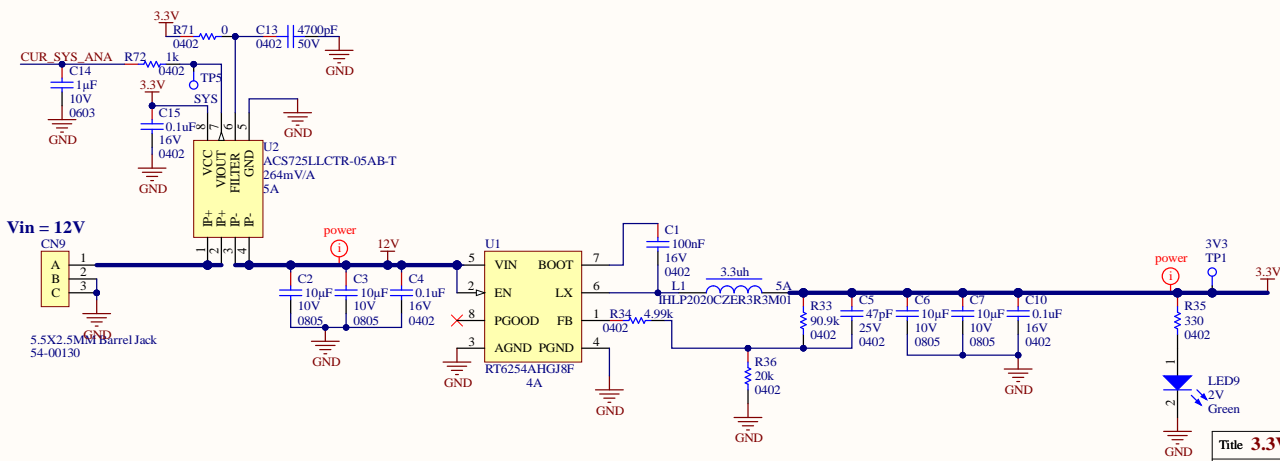 3.3V
R71 0
0402
C13 4700pF
0402 50V
GND
CUR_SYS_ANA
R72 1k
0402
C14
1µF
10V
0603
GND
TP5
SYS
3.3V
C15
0.1uF
16V
0402
GND
GND
8 7 6 5
VCC VIOUT FILTER GND
IP+ IP+ IP- IP-
1 2 3 4
U2
ACS725LLCTR-05AB-T
264mV/A
5A
Vin = 12V
CN9
A 1
B 2
C 3
GND
5.5X2.5MM Barrel Jack
54-00130
power
i
12V
C2
10µF
10V
0805
C3
10µF
10V
0805
C4
0.1uF
16V
0402
GND
U1
5 VIN BOOT 7
2 EN LX 6
8 PGOOD FB 1
3 AGND PGND 4
RT6254AHGJ8F
4A
GND
GND
C1
100nF
16V
0402
3.3uh
L1 5A
IHLP2020CZER3R3M01
R34 4.99k
0402
R33
90.9k
0402
C5
47pF
25V
0402
R36
20k
0402
GND
C6
10µF
10V
0805
C7
10µF
10V
0805
C10
0.1uF
16V
0402
GND
power
i
3V3
TP1
3.3V
R35
330
0402
1
2
LED9
2V
Green
GND
Title 3.3V